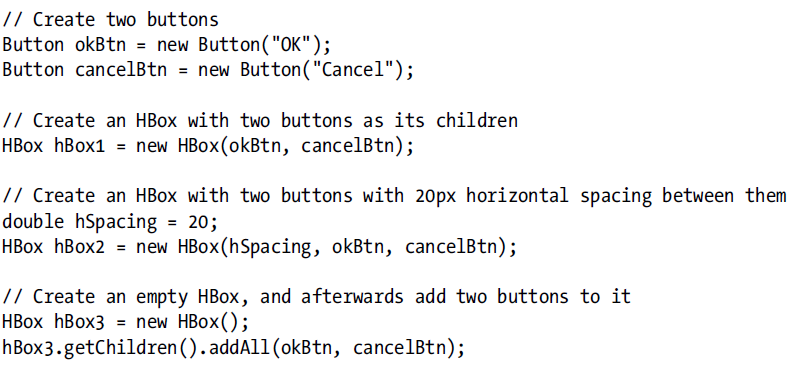 // Create two buttons
Button okBtn = new Button("OK");
Button cancelBtn = new Button("Cancel");

// Create an HBox with two buttons as its children
HBox hBox1 = new HBox(okBtn, cancelBtn);

// Create an HBox with two buttons with 20px horizontal spacing between them
double hSpacing = 20;
HBox hBox2 = new HBox(hSpacing, okBtn, cancelBtn);

// Create an empty HBox, and afterwards add two buttons to it
HBox hBox3 = new HBox();
hBox3.getChildren().addAll(okBtn, cancelBtn);